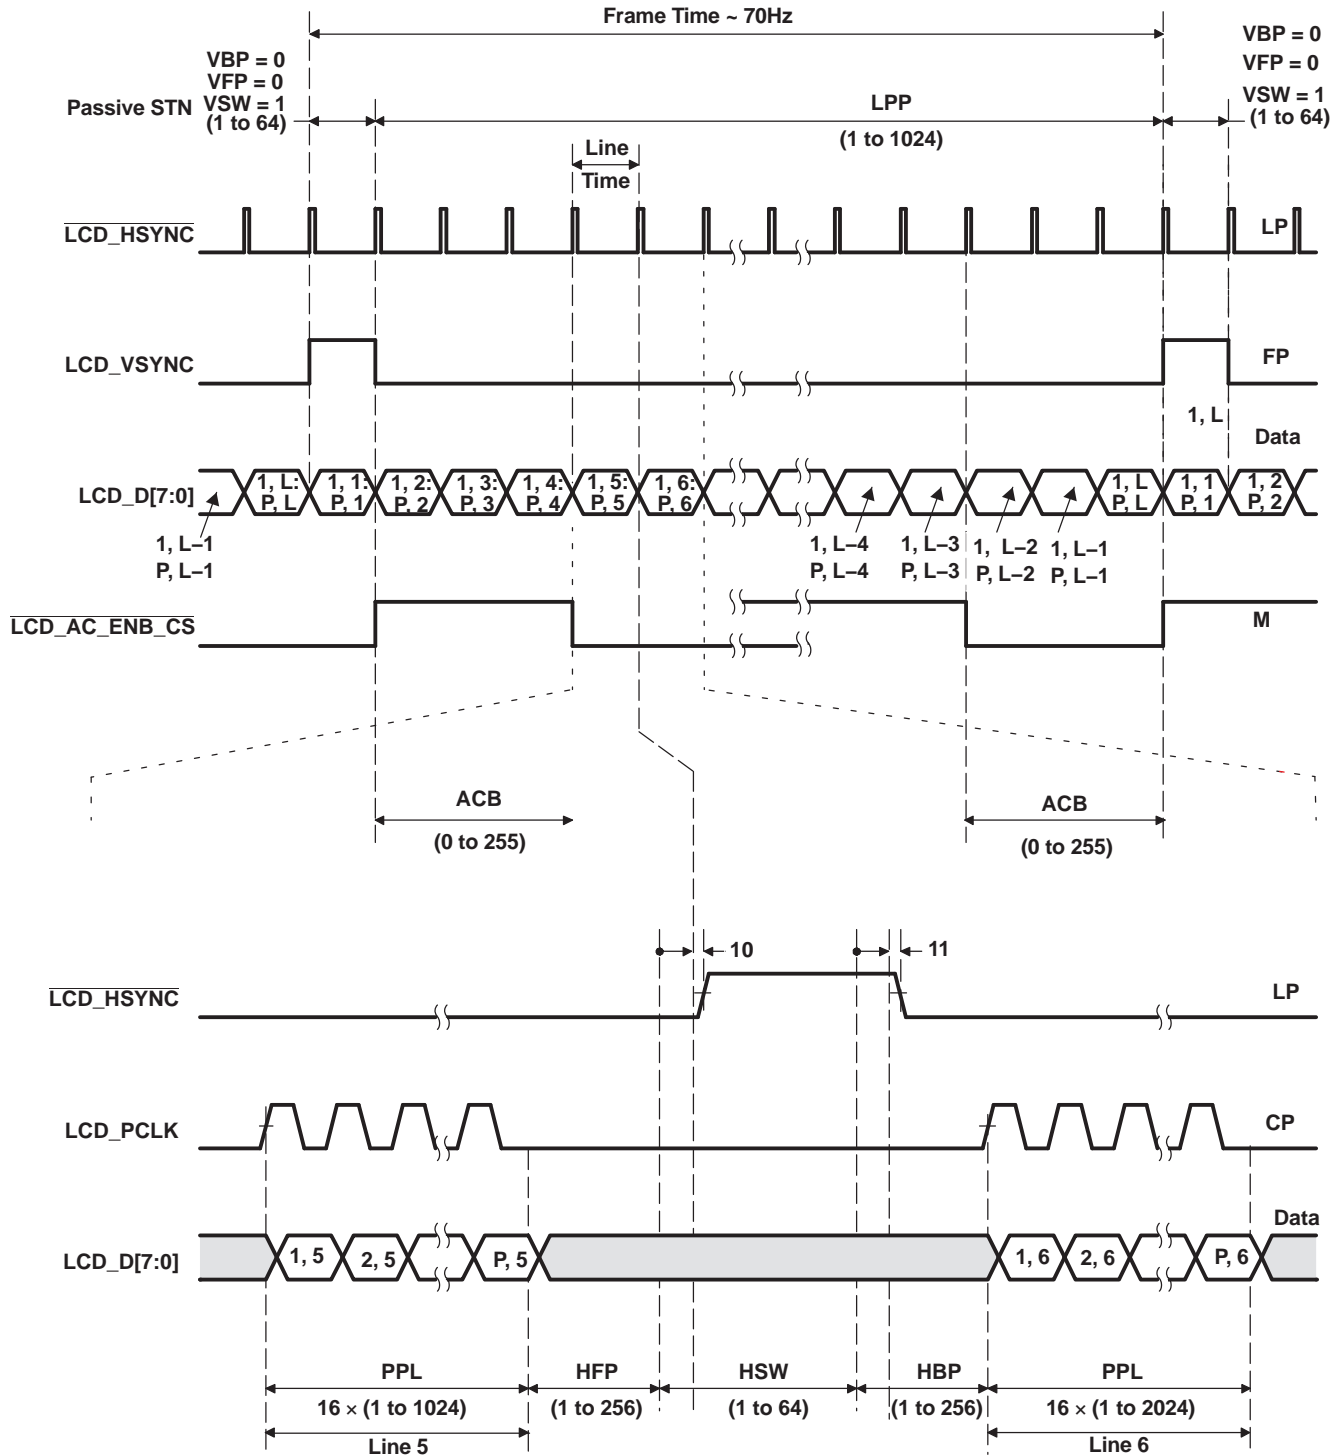 Frame Time ~ 70Hz
VBP = 0
VFP = 0
VSW = 1
(1 to 64)
VBP = 0
VFP = 0
VSW = 1
(1 to 64)
Passive STN
LPP
(1 to 1024)
Line
Time
LCD_HSYNC
LP
LCD_VSYNC
FP
1, L
Data
LCD_D[7:0]
1, L:
P, L
1, 1:
P, 1
1, 2:
P, 2
1, 3:
P, 3
1, 4:
P, 4
1, 5:
P, 5
1, 6:
P, 6
1, L
P, L
1, 1
P, 1
1, 2
P, 2
1, L–1
P, L–1
1, L–4
P, L–4
1, L–3
P, L–3
1, L–2
P, L–2
1, L–1
P, L–1
LCD_AC_ENB_CS
M
ACB
(0 to 255)
ACB
(0 to 255)
10
11
LCD_HSYNC
LP
LCD_PCLK
CP
Data
LCD_D[7:0]
1, 5
2, 5
P, 5
1, 6
2, 6
P, 6
PPL
HFP
HSW
HBP
PPL
16 × (1 to 1024)
(1 to 256)
(1 to 64)
(1 to 256)
16 × (1 to 2024)
Line 5
Line 6